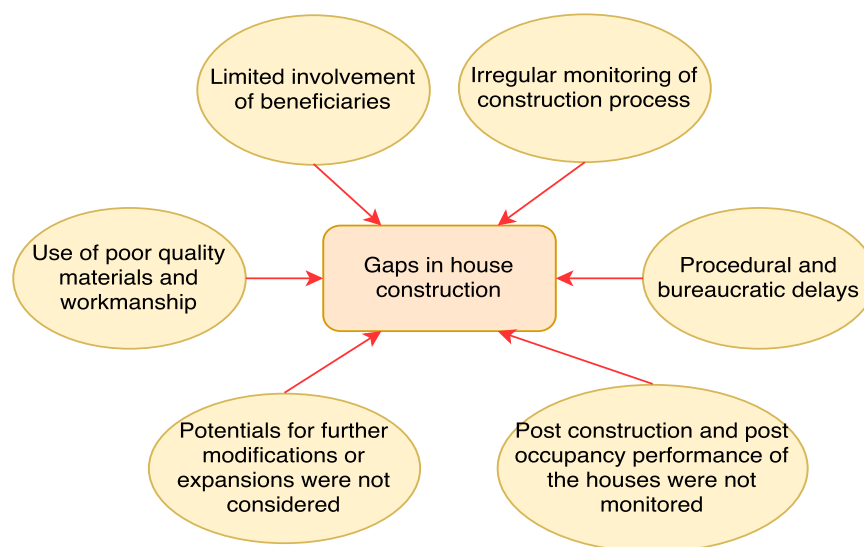 Limited involvement
of beneficiaries
Irregular monitoring of
construction process
Use of poor quality
materials and
workmanship
Gaps in house
construction
Procedural and
bureaucratic delays
Potentials for further
modifications or
expansions were not
considered
Post construction and post
occupancy performance of
the houses were not
monitored